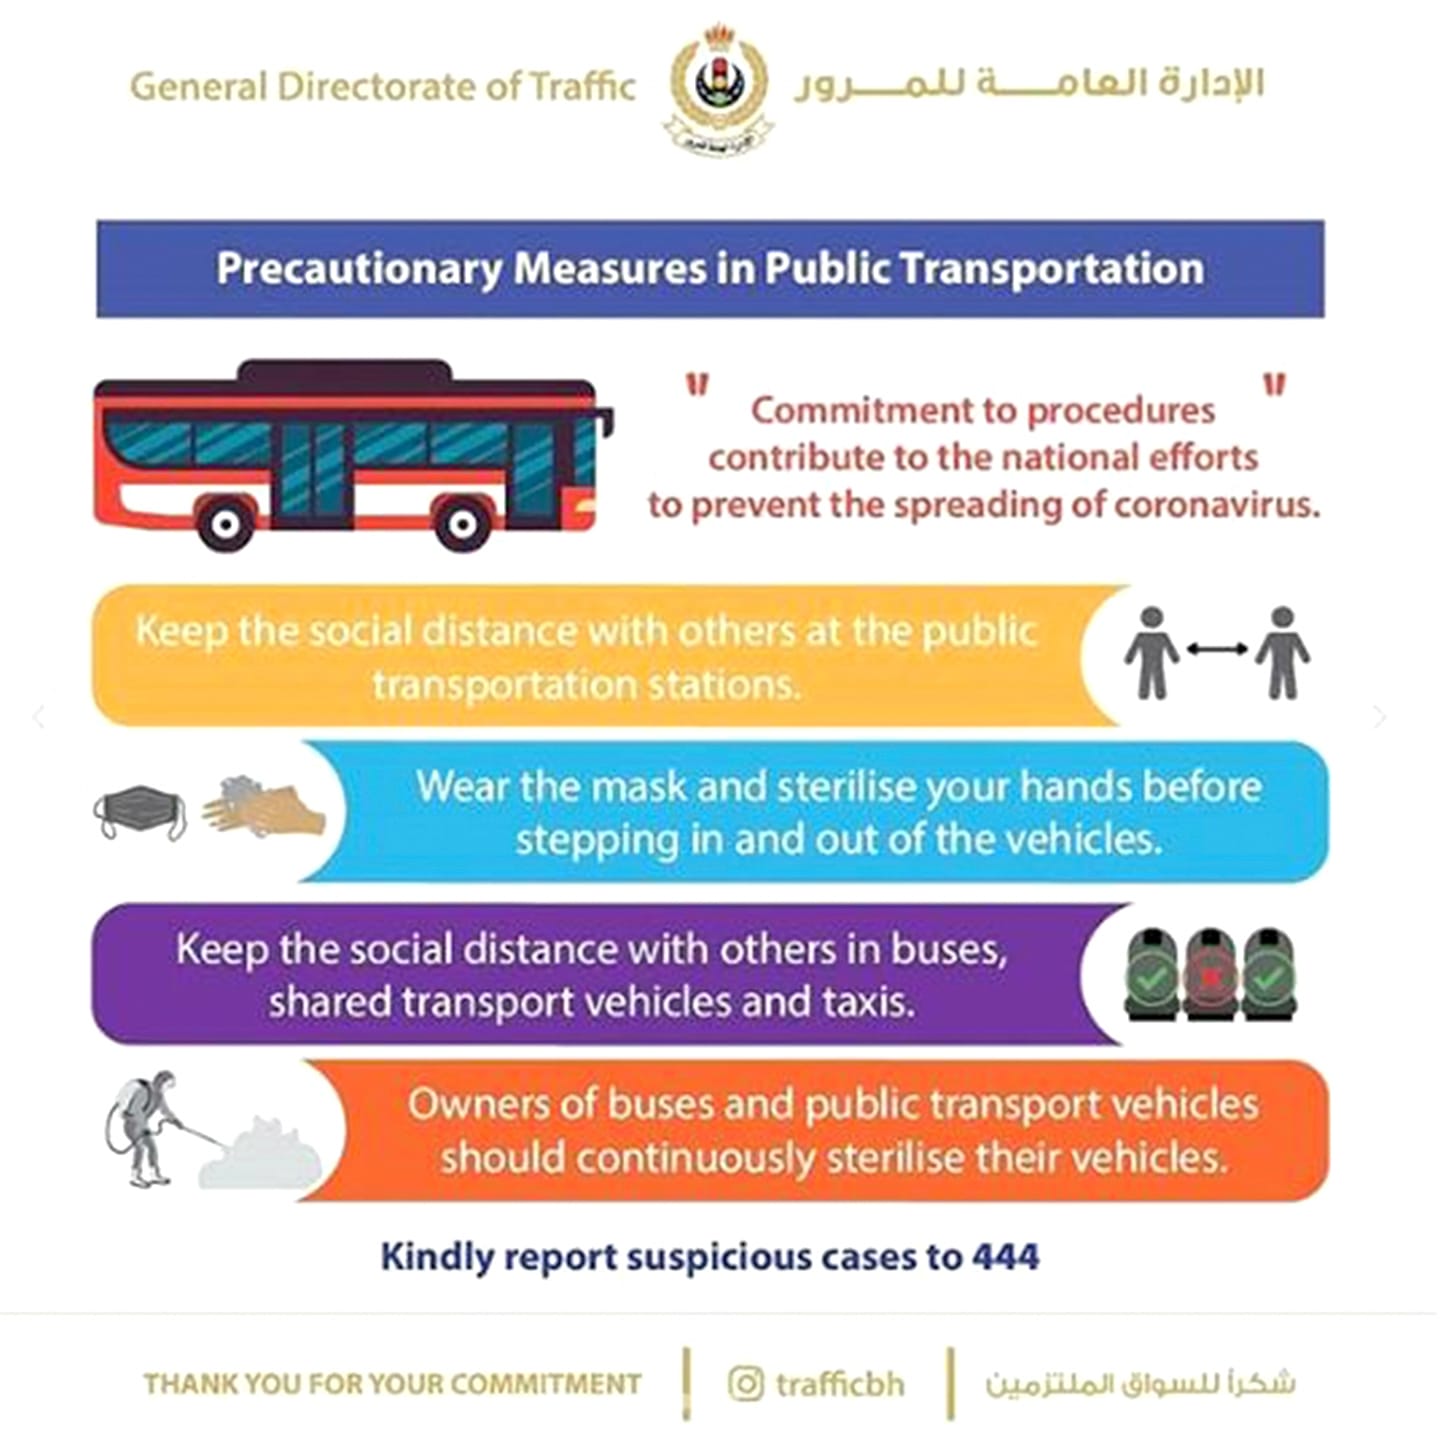 General Directorate of Traffic
الإدارة العامــــة للمــــرور
Precautionary Measures in Public Transportation
" Commitment to procedures "
contribute to the national efforts
to prevent the spreading of coronavirus.
Keep the social distance with others at the public
transportation stations.
Wear the mask and sterilise your hands before
stepping in and out of the vehicles.
Keep the social distance with others in buses,
shared transport vehicles and taxis.
Owners of buses and public transport vehicles
should continuously sterilise their vehicles.
Kindly report suspicious cases to 444
THANK YOU FOR YOUR COMMITMENT
trafficbh
شكراً للسواق الملتزمين